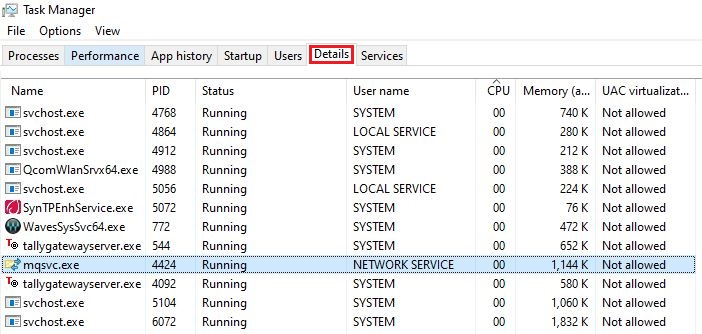 Task Manager
File Options View
Processes Performance App history Startup Users Details Services
Name PID Status User name CPU Memory (a... UAC virtualizat...
svchost.exe 4768 Running SYSTEM 00 740 K Not allowed
svchost.exe 4864 Running LOCAL SERVICE 00 280 K Not allowed
svchost.exe 4912 Running SYSTEM 00 212 K Not allowed
QcomWlanSrvx64.exe 4988 Running SYSTEM 00 388 K Not allowed
svchost.exe 5056 Running LOCAL SERVICE 00 224 K Not allowed
SynTPEnhService.exe 5072 Running SYSTEM 00 76 K Not allowed
WavesSysSvc64.exe 772 Running SYSTEM 00 472 K Not allowed
tallygatewayserver.exe 544 Running SYSTEM 00 652 K Not allowed
mqsvc.exe 4424 Running NETWORK SERVICE 00 1,144 K Not allowed
tallygatewayserver.exe 4092 Running SYSTEM 00 580 K Not allowed
svchost.exe 5104 Running SYSTEM 00 1,060 K Not allowed
svchost.exe 6072 Running SYSTEM 00 1,832 K Not allowed